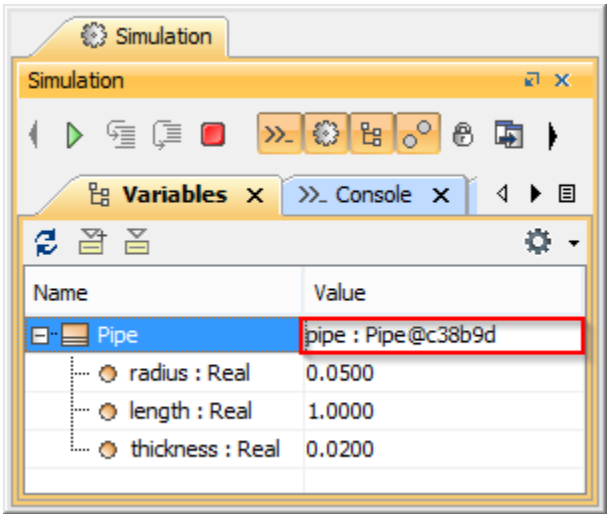 Simulation
Simulation
Variables Console
Name Value
Pipe pipe : Pipe@c38b9d
radius : Real 0.0500
length : Real 1.0000
thickness : Real 0.0200